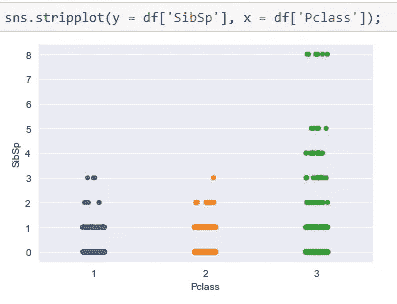 sns.stripplot(y = df['SibSp'], x = df['Pclass']);
8
7
6
5
4
3
2
1
0
SibSp
1 2 3
Pclass